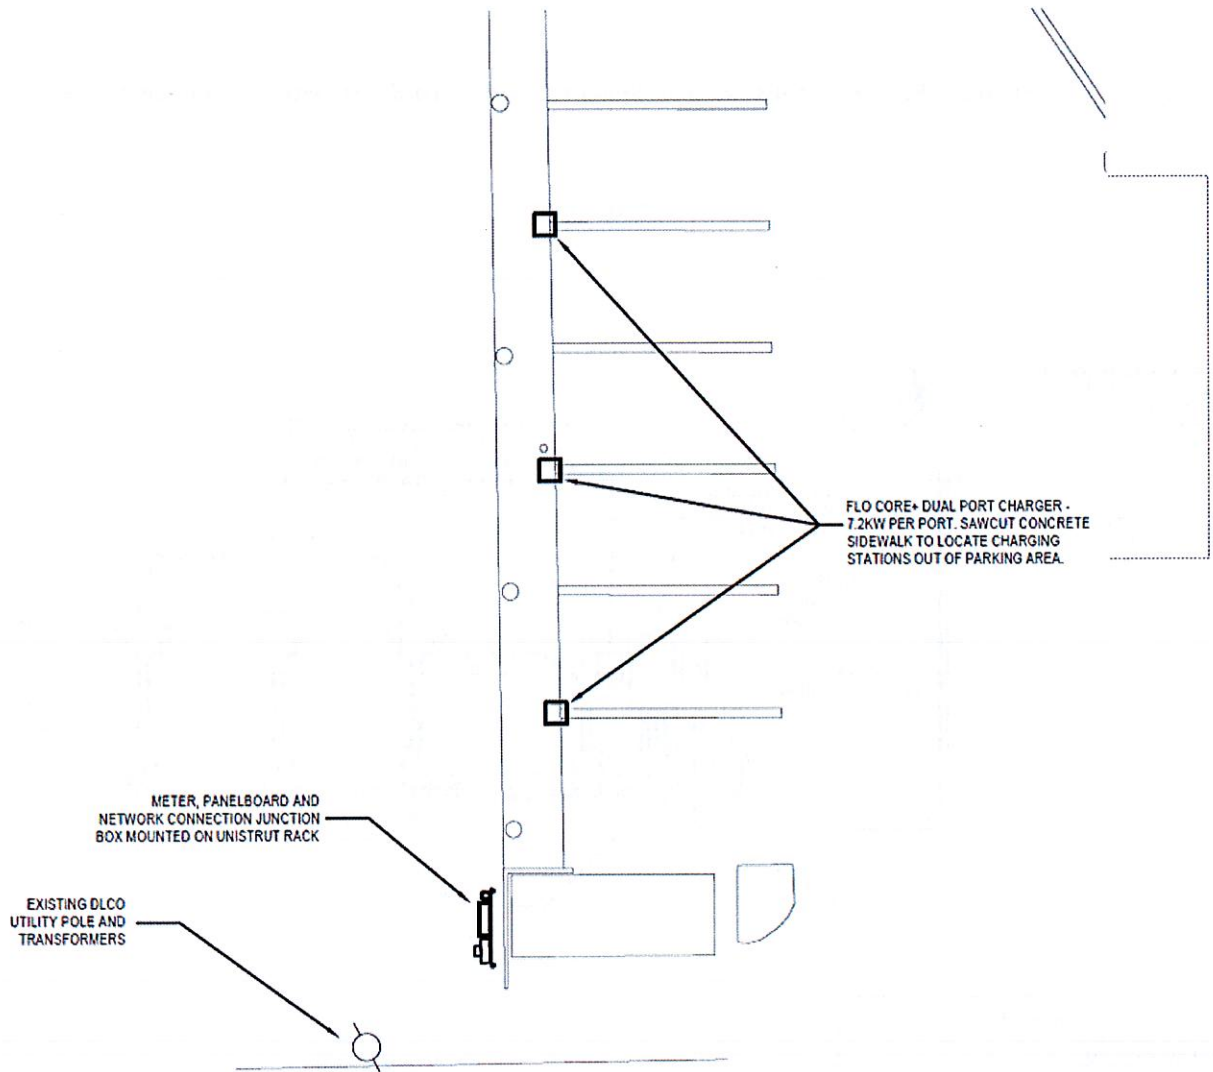 FLO CORE+ DUAL PORT CHARGER -
7.2KW PER PORT. SAWCUT CONCRETE
SIDEWALK TO LOCATE CHARGING
STATIONS OUT OF PARKING AREA.
METER, PANELBOARD AND
NETWORK CONNECTION JUNCTION
BOX MOUNTED ON UNISTRUT RACK
EXISTING DLCO
UTILITY POLE AND
TRANSFORMERS